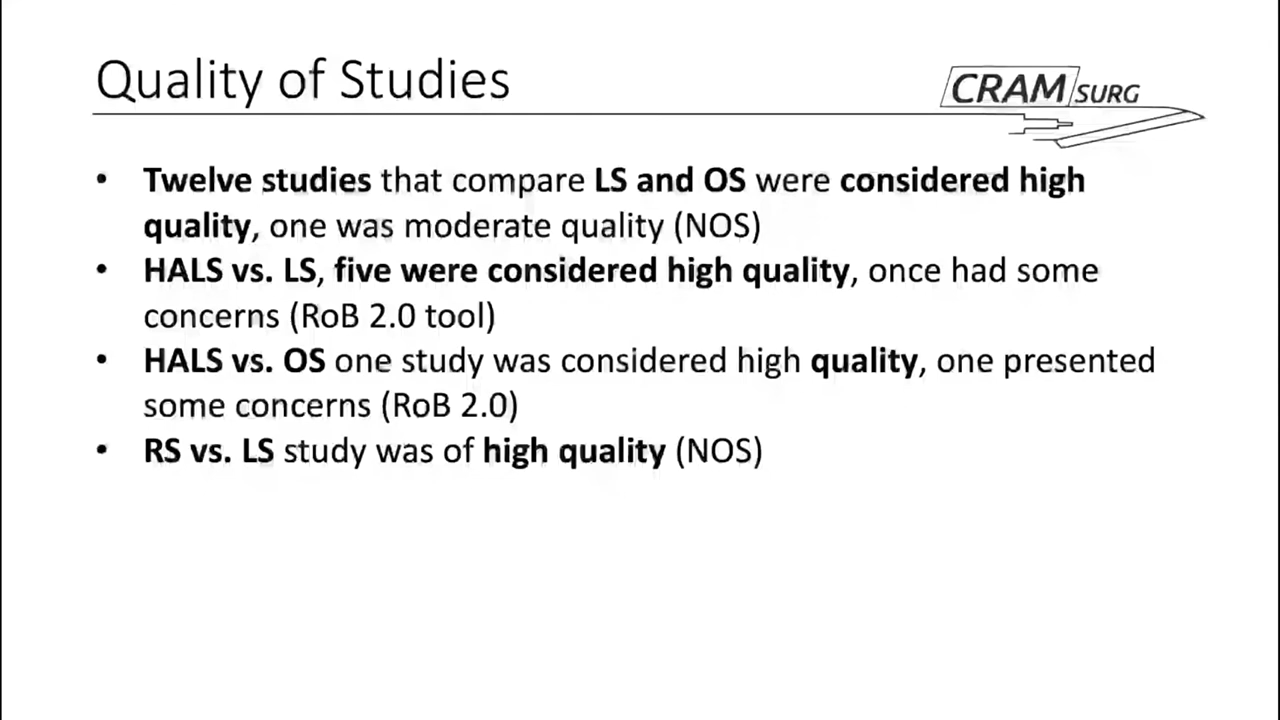 Quality of Studies
CRAM SURG
• Twelve studies that compare LS and OS were considered high
quality, one was moderate quality (NOS)
• HALS vs. LS, five were considered high quality, once had some
concerns (RoB 2.0 tool)
• HALS vs. OS one study was considered high quality, one presented
some concerns (RoB 2.0)
• RS vs. LS study was of high quality (NOS)